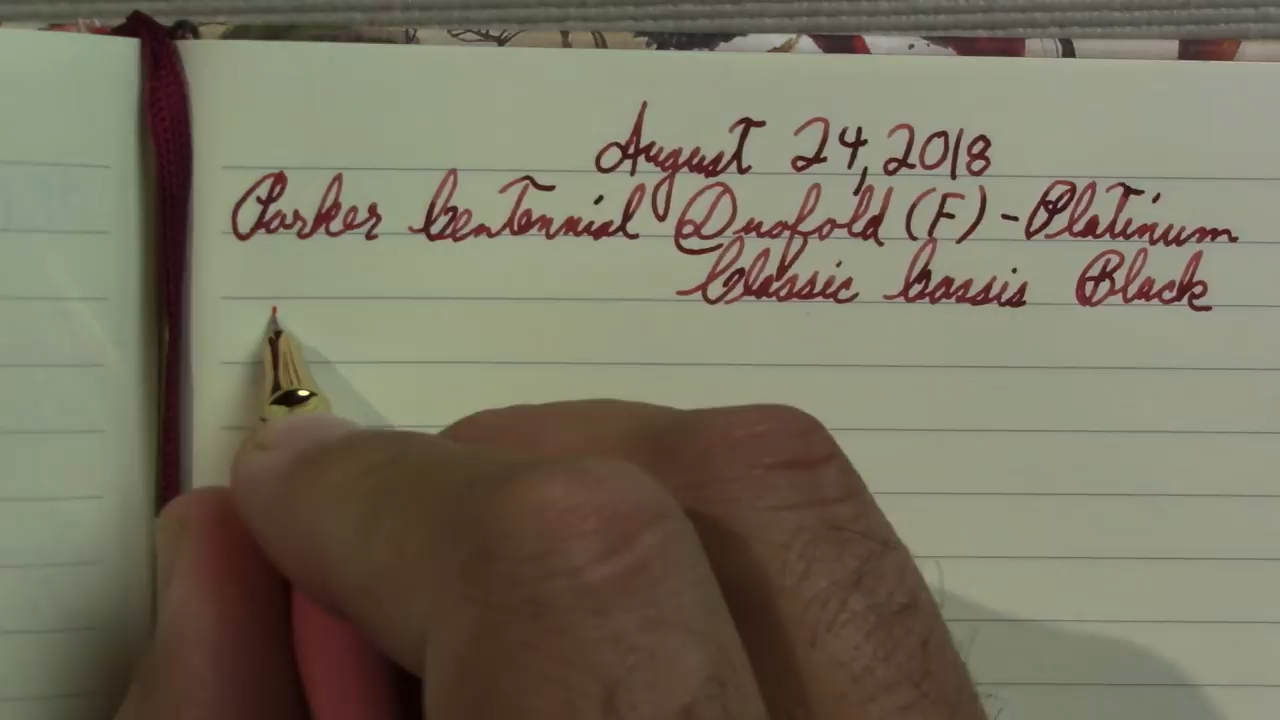 August 24, 2018
Parker Centennial Duofold (F) - Platinum
Classic Cassis Black